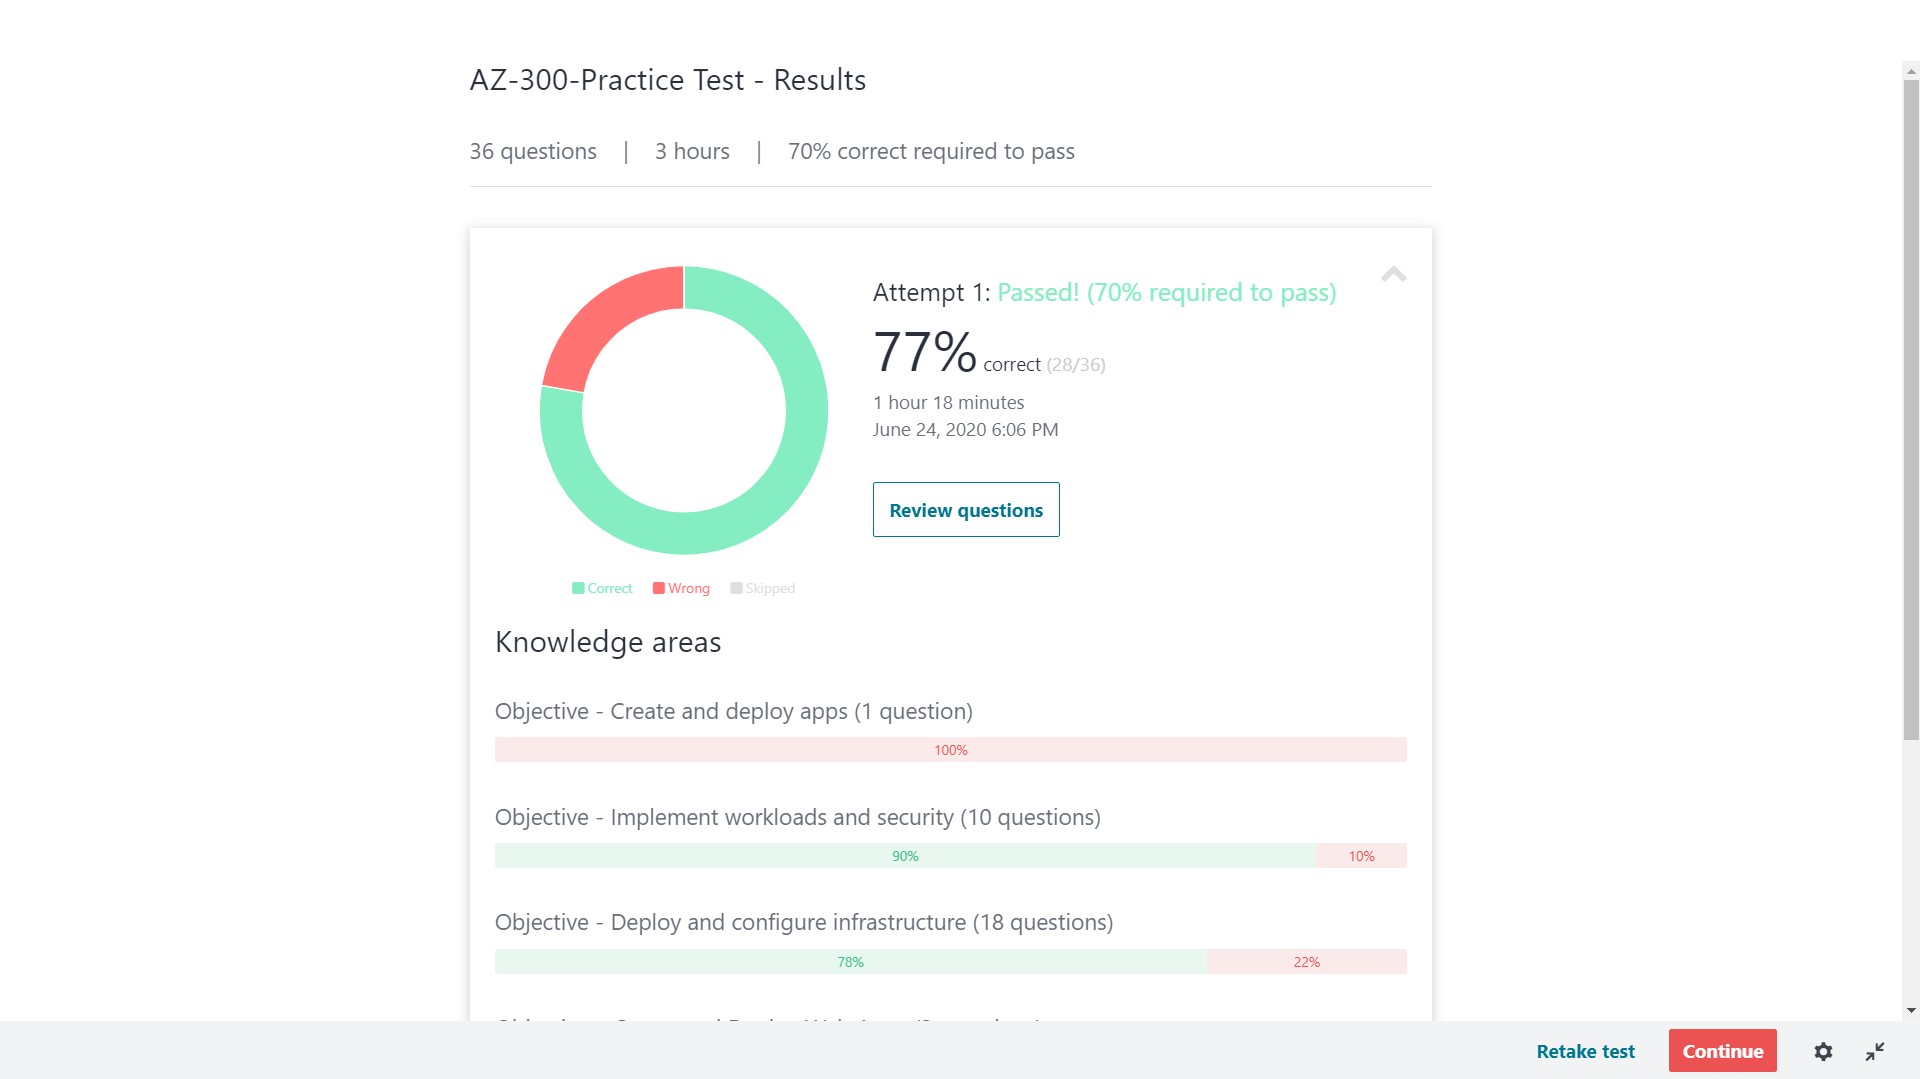 AZ-300-Practice Test - Results
36 questions | 3 hours | 70% correct required to pass
Attempt 1: Passed! (70% required to pass)
77% correct (28/36)
1 hour 18 minutes
June 24, 2020 6:06 PM
Review questions
Correct Wrong Skipped
Knowledge areas
Objective - Create and deploy apps (1 question)
100%
Objective - Implement workloads and security (10 questions)
90% 10%
Objective - Deploy and configure infrastructure (18 questions)
78% 22%
Retake test Continue